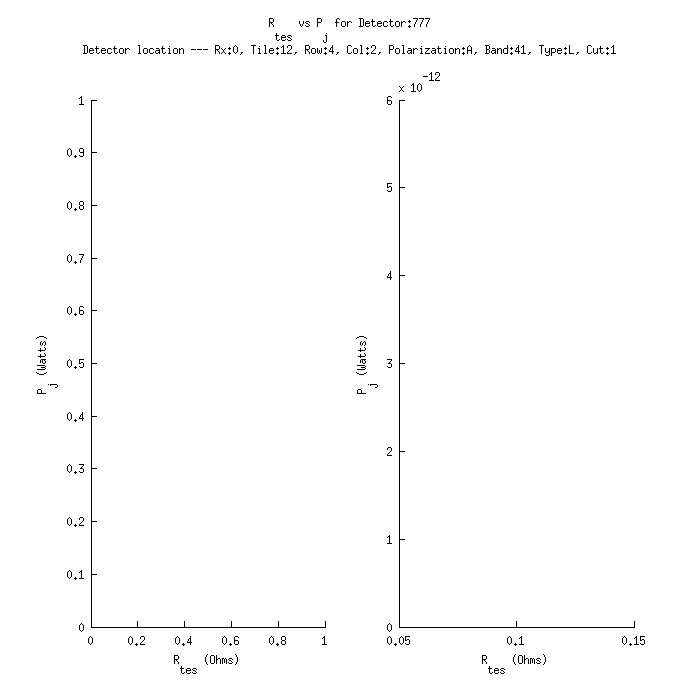 R tes vs P j for Detector:777
Detector location --- Rx:0, Tile:12, Row:4, Col:2, Polarization:A, Band:41, Type:L, Cut:1
1
0.9
0.8
0.7
0.6
0.5
0.4
0.3
0.2
0.1
0
P j (Watts)
0 0.2 0.4 0.6 0.8 1
R tes (Ohms)
x 10 -12
6
5
4
3
2
1
0
P j (Watts)
0.05 0.1 0.15
R tes (Ohms)